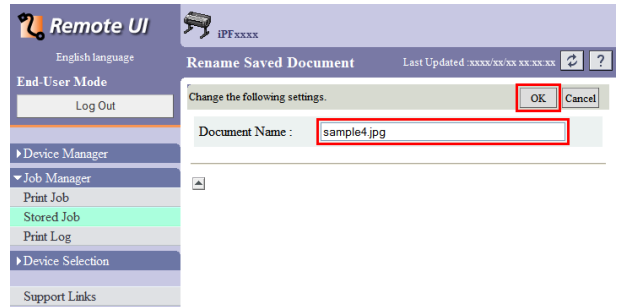 Remote UI
English language
End-User Mode
Log Out
Device Manager
Job Manager
Print Job
Stored Job
Print Log
Device Selection
Support Links
iPFxxxx
Rename Saved Document
Last Updated :xxxx/xx/xx xx:xx:xx
?
Change the following settings.
OK Cancel
Document Name :
sample4.jpg